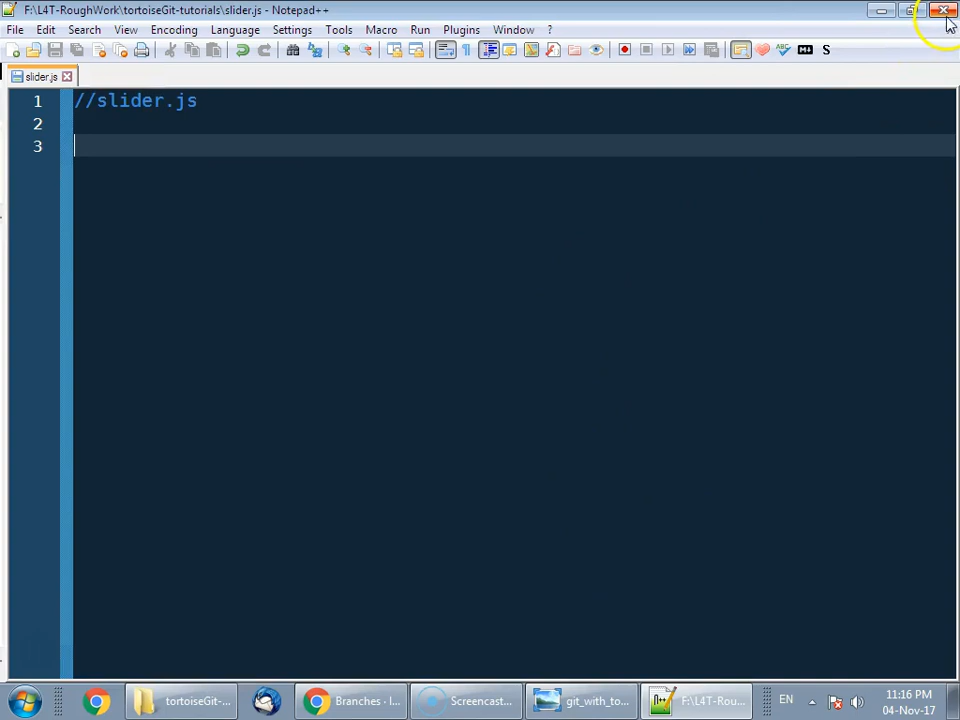 F:\L4T-RoughWork\tortoiseGit-tutorials\slider.js - Notepad++
File Edit Search View Encoding Language Settings Tools Macro Run Plugins Window ?
slider.js
1 //slider.js
2
3
tortoiseGit-... Branches - l... Screencast... git_with_to... F:\L4T-Rou... EN 11:16 PM
04-Nov-17